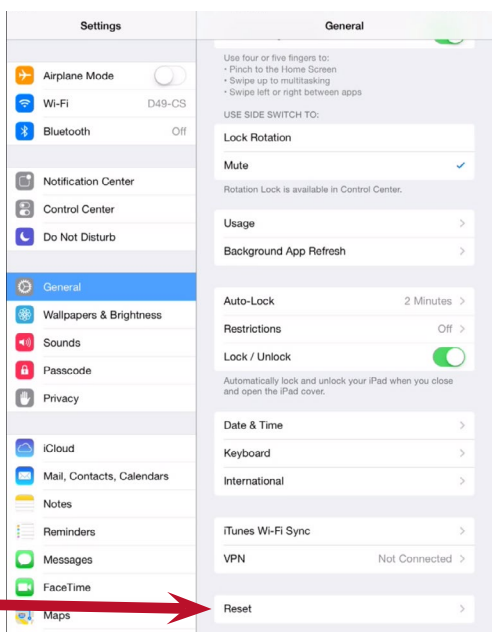 Settings
Airplane Mode
Wi-Fi D49-CS
Bluetooth Off
Notification Center
Control Center
Do Not Disturb
General
Wallpapers & Brightness
Sounds
Passcode
Privacy
iCloud
Mail, Contacts, Calendars
Notes
Reminders
Messages
FaceTime
Maps
General
Use four or five fingers to:
• Pinch to the Home Screen
• Swipe up to multitasking
• Swipe left or right between apps
USE SIDE SWITCH TO:
Lock Rotation
Mute
Rotation Lock is available in Control Center.
Usage
Background App Refresh
Auto-Lock 2 Minutes
Restrictions Off
Lock / Unlock
Automatically lock and unlock your iPad when you close
and open the iPad cover.
Date & Time
Keyboard
International
iTunes Wi-Fi Sync
VPN Not Connected
Reset